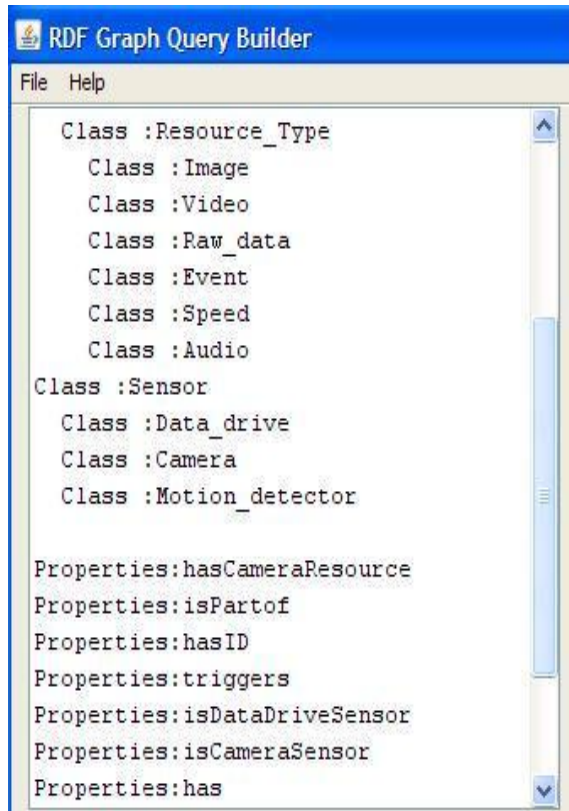 RDF Graph Query Builder
File Help
Class :Resource_Type
Class :Image
Class :Video
Class :Raw_data
Class :Event
Class :Speed
Class :Audio
Class :Sensor
Class :Data_drive
Class :Camera
Class :Motion_detector
Properties:hasCameraResource
Properties:isPartof
Properties:hasID
Properties:triggers
Properties:isDataDriveSensor
Properties:isCameraSensor
Properties:has